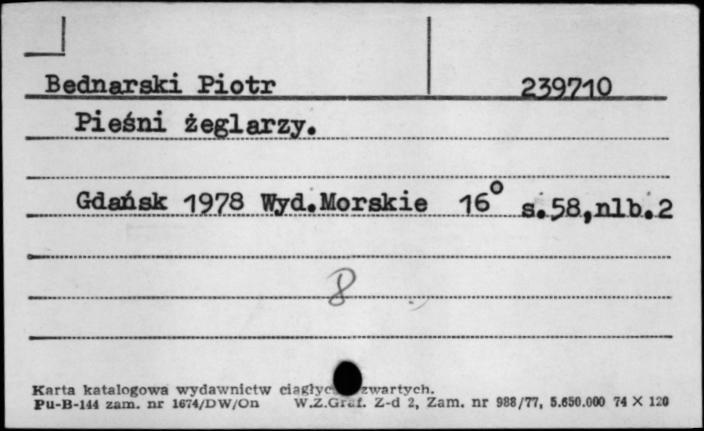 Bednarski Piotr 239710
Pieśni żeglarzy.
Gdańsk 1978 Wyd.Morskie 16° s.58,nlb.2
8
Karta katalogowa wydawnictw zwartych.
Pu-B-144 zam. nr 1674/DW/On W.Z.Graf. Z-d 2, Zam. nr 988/77, 5.650.000 74 X 120